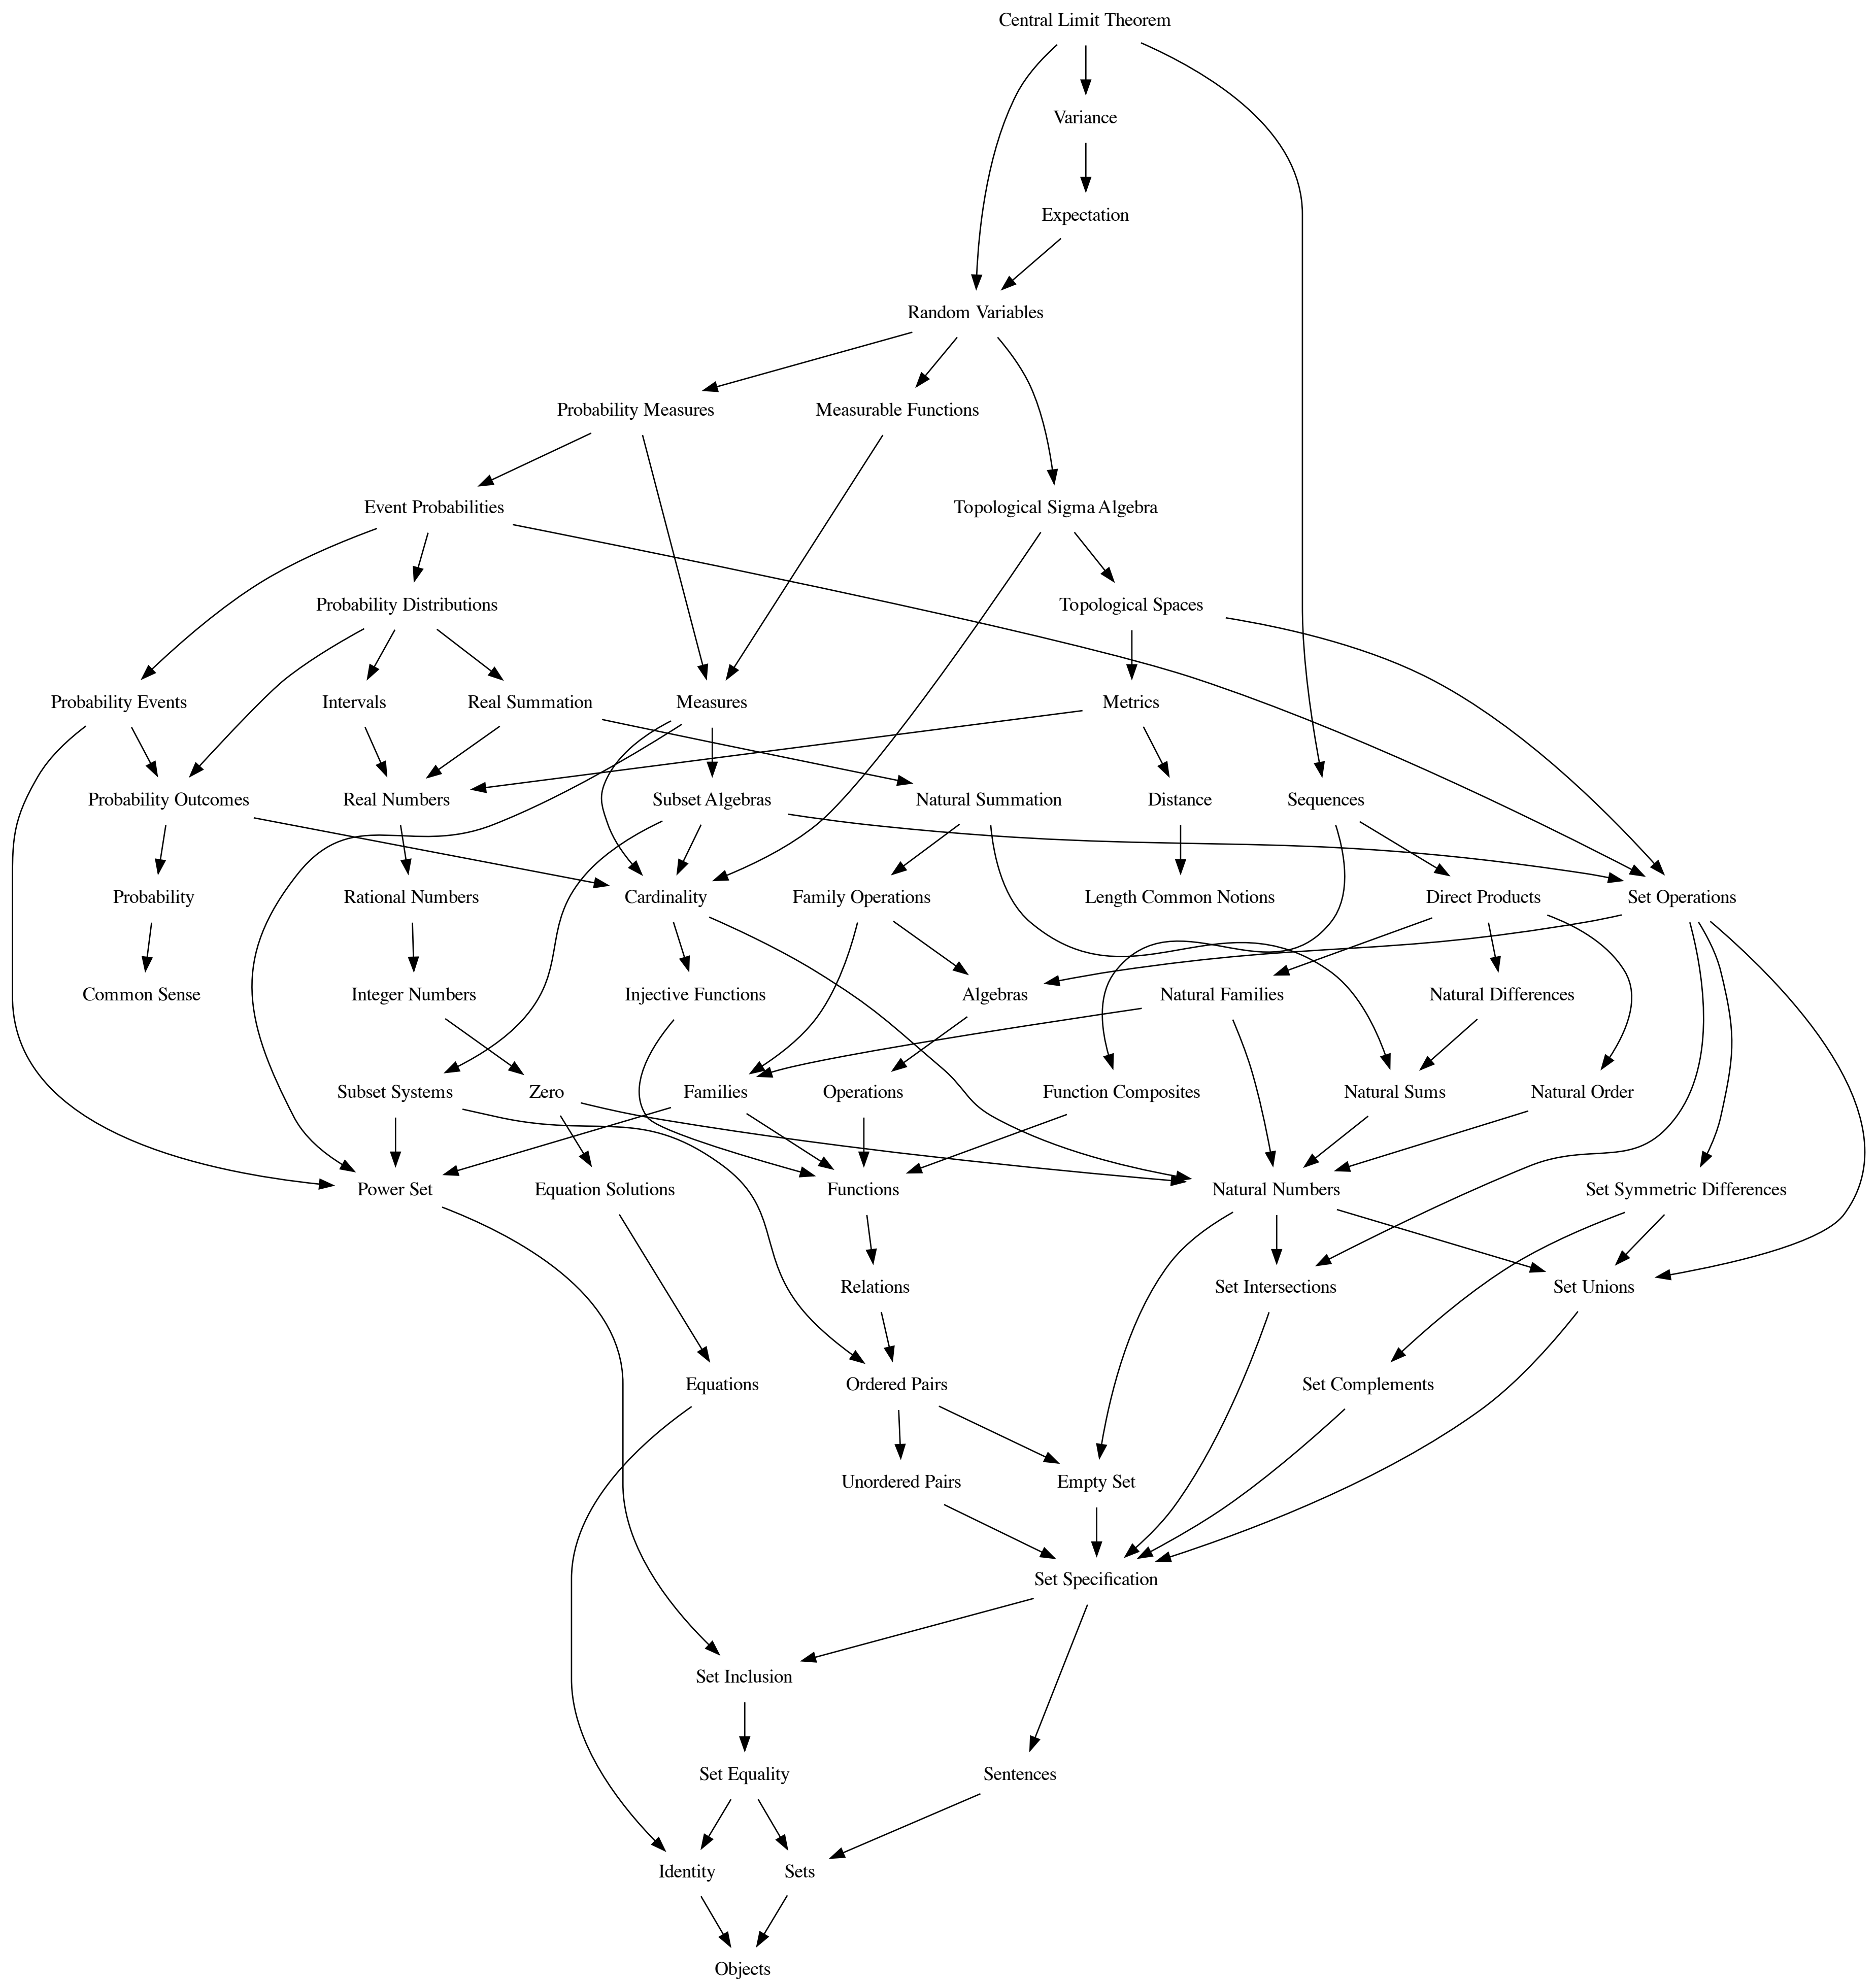 Central Limit Theorem
Variance
Expectation
Random Variables
Probability Measures
Measurable Functions
Event Probabilities
Topological Sigma Algebra
Probability Distributions
Topological Spaces
Probability Events
Intervals
Real Summation
Measures
Metrics
Probability Outcomes
Real Numbers
Subset Algebras
Natural Summation
Distance
Sequences
Probability
Rational Numbers
Cardinality
Family Operations
Length Common Notions
Direct Products
Set Operations
Common Sense
Integer Numbers
Injective Functions
Algebras
Natural Families
Natural Differences
Subset Systems
Zero
Families
Operations
Function Composites
Natural Sums
Natural Order
Power Set
Equation Solutions
Functions
Natural Numbers
Set Symmetric Differences
Relations
Set Intersections
Set Unions
Equations
Ordered Pairs
Set Complements
Unordered Pairs
Empty Set
Set Specification
Set Inclusion
Set Equality
Sentences
Identity
Sets
Objects